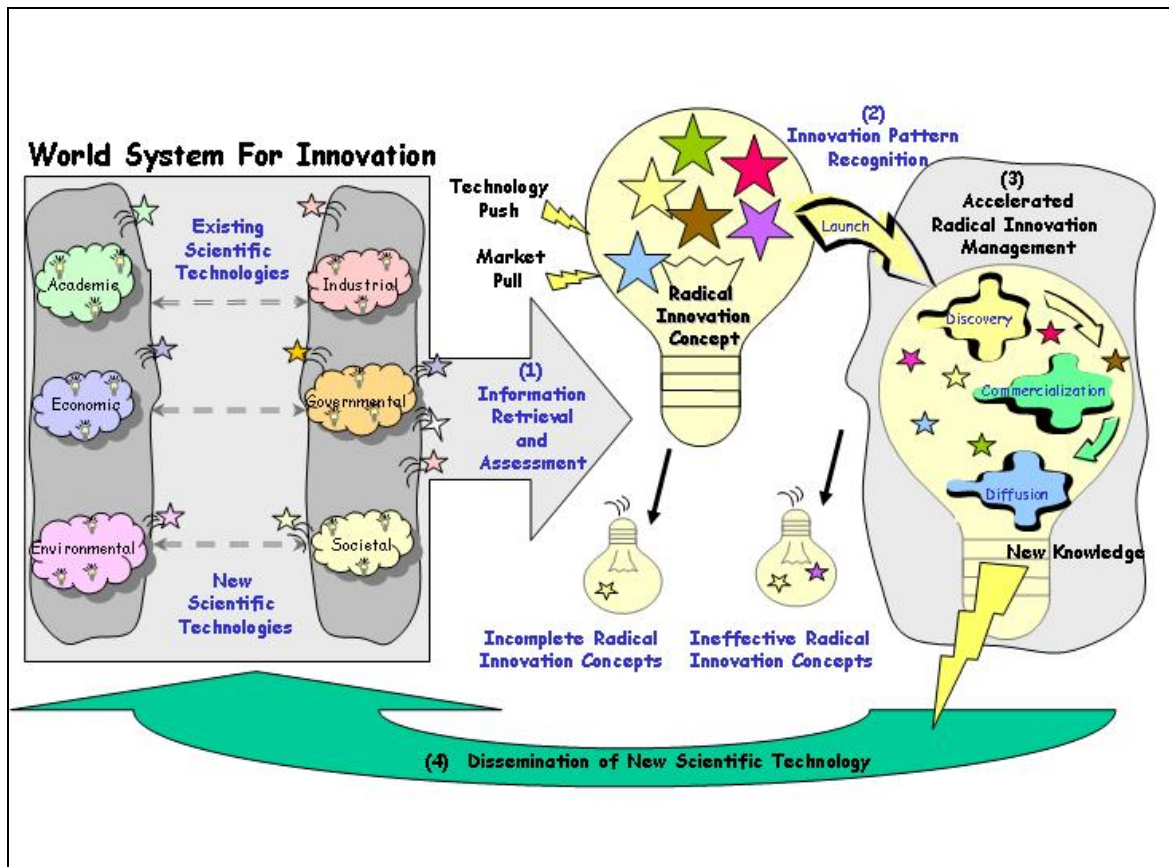 World System For Innovation
Existing
Scientific
Technologies
Academic
Industrial
Economic
Governmental
Environmental
Societal
New
Scientific
Technologies
(1)
Information
Retrieval
and
Assessment
Technology
Push
Market
Pull
Radical
Innovation
Concept
(2)
Innovation Pattern
Recognition
Launch
(3)
Accelerated
Radical Innovation
Management
Discovery
Commercialization
Diffusion
New Knowledge
Incomplete Radical
Innovation Concepts
Ineffective Radical
Innovation Concepts
(4) Dissemination of New Scientific Technology